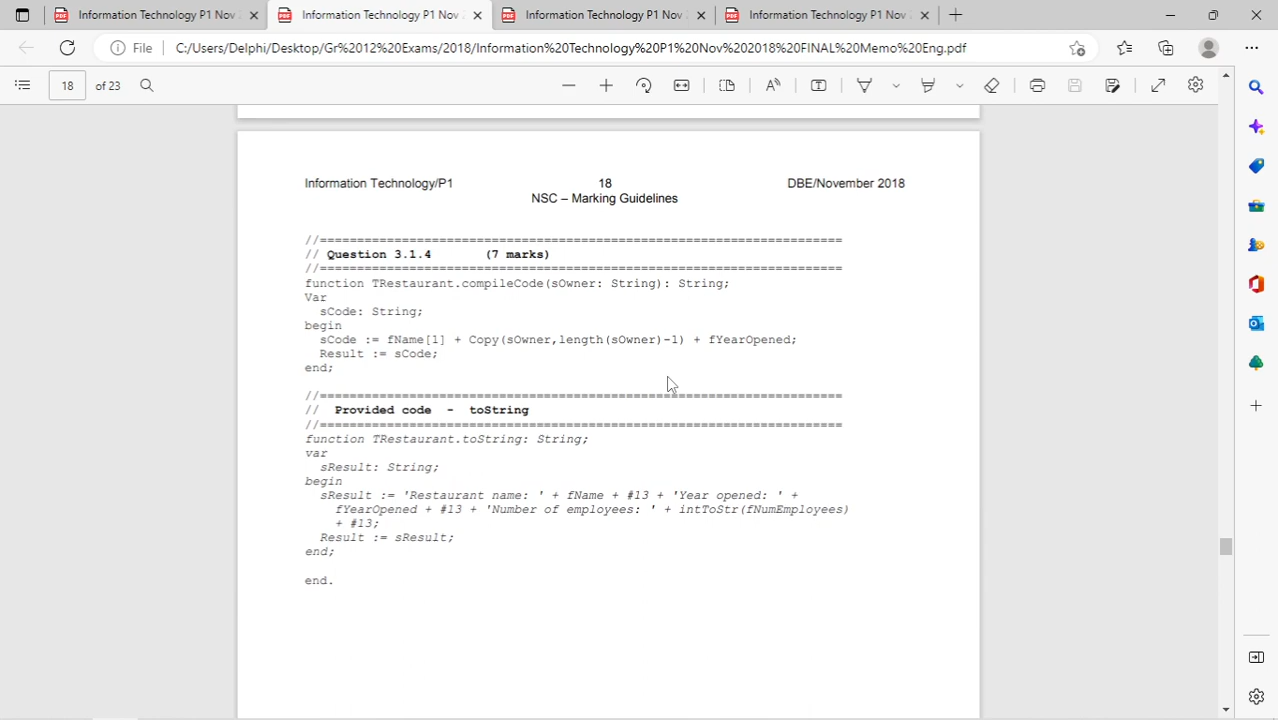 Information Technology P1 Nov
Information Technology P1 Nov
Information Technology P1 Nov
Information Technology P1 Nov
File
C:/Users/Delphi/Desktop/Gr%2012%20Exams/2018/Information%20Technology%20P1%20Nov%202018%20FINAL%20Memo%20Eng.pdf
18 of 23
Information Technology/P1 18 DBE/November 2018
NSC – Marking Guidelines
//======================================================================
// Question 3.1.4 (7 marks)
//======================================================================
function TRestaurant.compileCode(sOwner: String): String;
Var
sCode: String;
begin
sCode := fName[1] + Copy(sOwner,length(sOwner)-1) + fYearOpened;
Result := sCode;
end;
//======================================================================
// Provided code - toString
//======================================================================
function TRestaurant.toString: String;
var
sResult: String;
begin
sResult := 'Restaurant name: ' + fName + #13 + 'Year opened: ' +
fYearOpened + #13 + 'Number of employees: ' + intToStr(fNumEmployees)
+ #13;
Result := sResult;
end;
end.